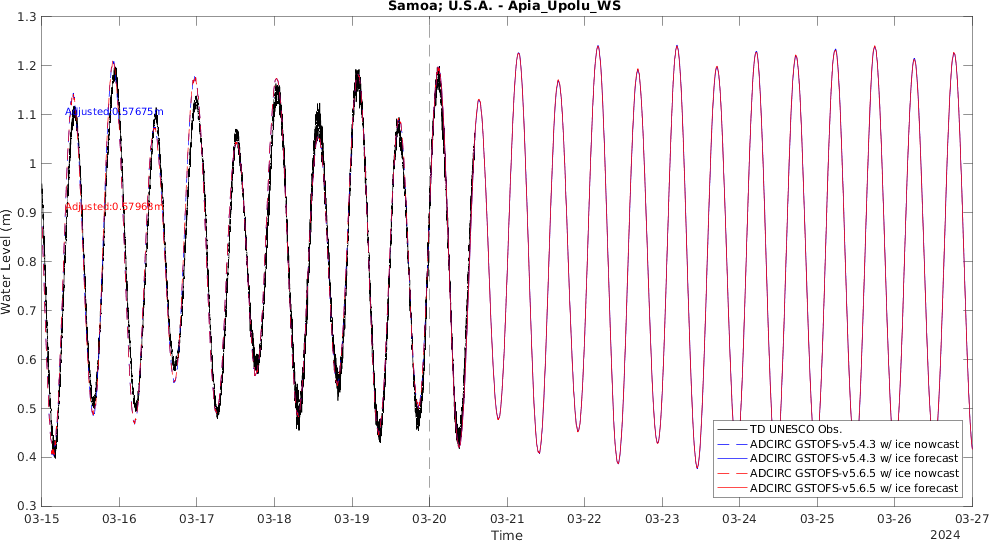 Samoa; U.S.A. - Apia_Upolu_WS
1.3
1.2
1.1
1
0.9
0.8
0.7
0.6
0.5
0.4
0.3
Water Level (m)
Adjusted:0.57675m
Adjusted:0.57968m
TD UNESCO Obs.
ADCIRC GSTOFS-v5.4.3 w/ ice nowcast
ADCIRC GSTOFS-v5.4.3 w/ ice forecast
ADCIRC GSTOFS-v5.6.5 w/ ice nowcast
ADCIRC GSTOFS-v5.6.5 w/ ice forecast
03-15 03-16 03-17 03-18 03-19 03-20 03-21 03-22 03-23 03-24 03-25 03-26 03-27
Time
2024